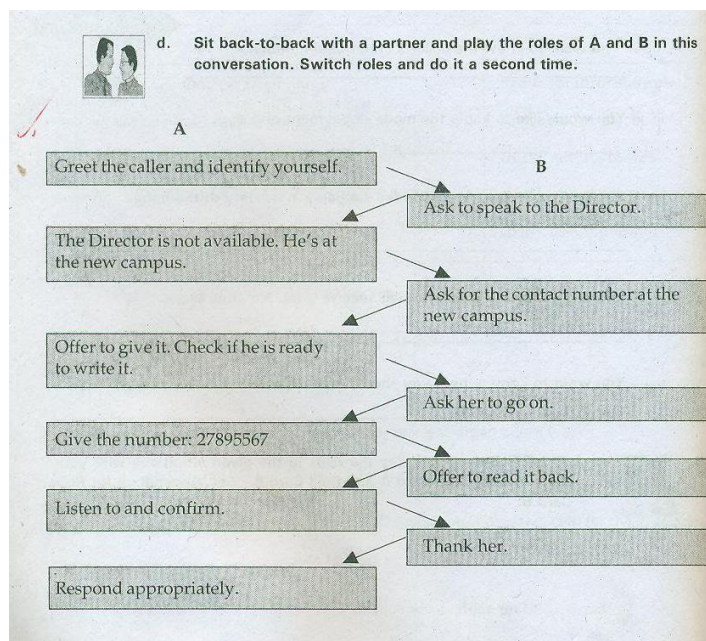 d. Sit back-to-back with a partner and play the roles of A and B in this
conversation. Switch roles and do it a second time.
A
B
Greet the caller and identify yourself.
Ask to speak to the Director.
The Director is not available. He's at
the new campus.
Ask for the contact number at the
new campus.
Offer to give it. Check if he is ready
to write it.
Ask her to go on.
Give the number: 27895567
Offer to read it back.
Listen to and confirm.
Thank her.
Respond appropriately.